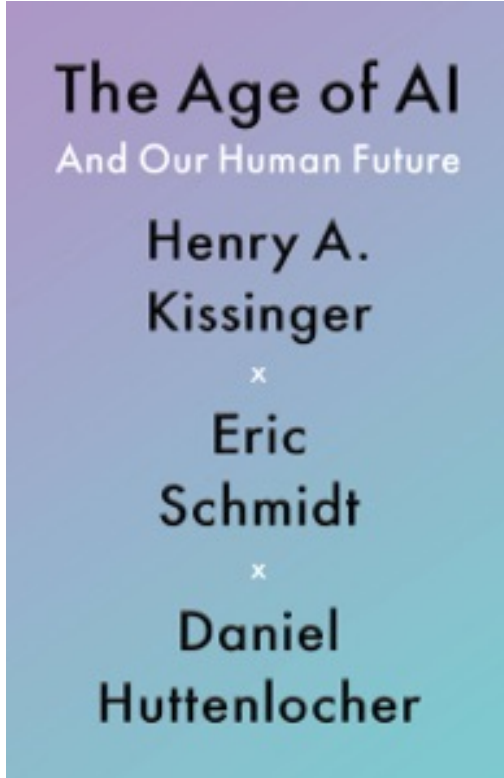 The Age of AI
And Our Human Future
Henry A.
Kissinger
x
Eric
Schmidt
x
Daniel
Huttenlocher